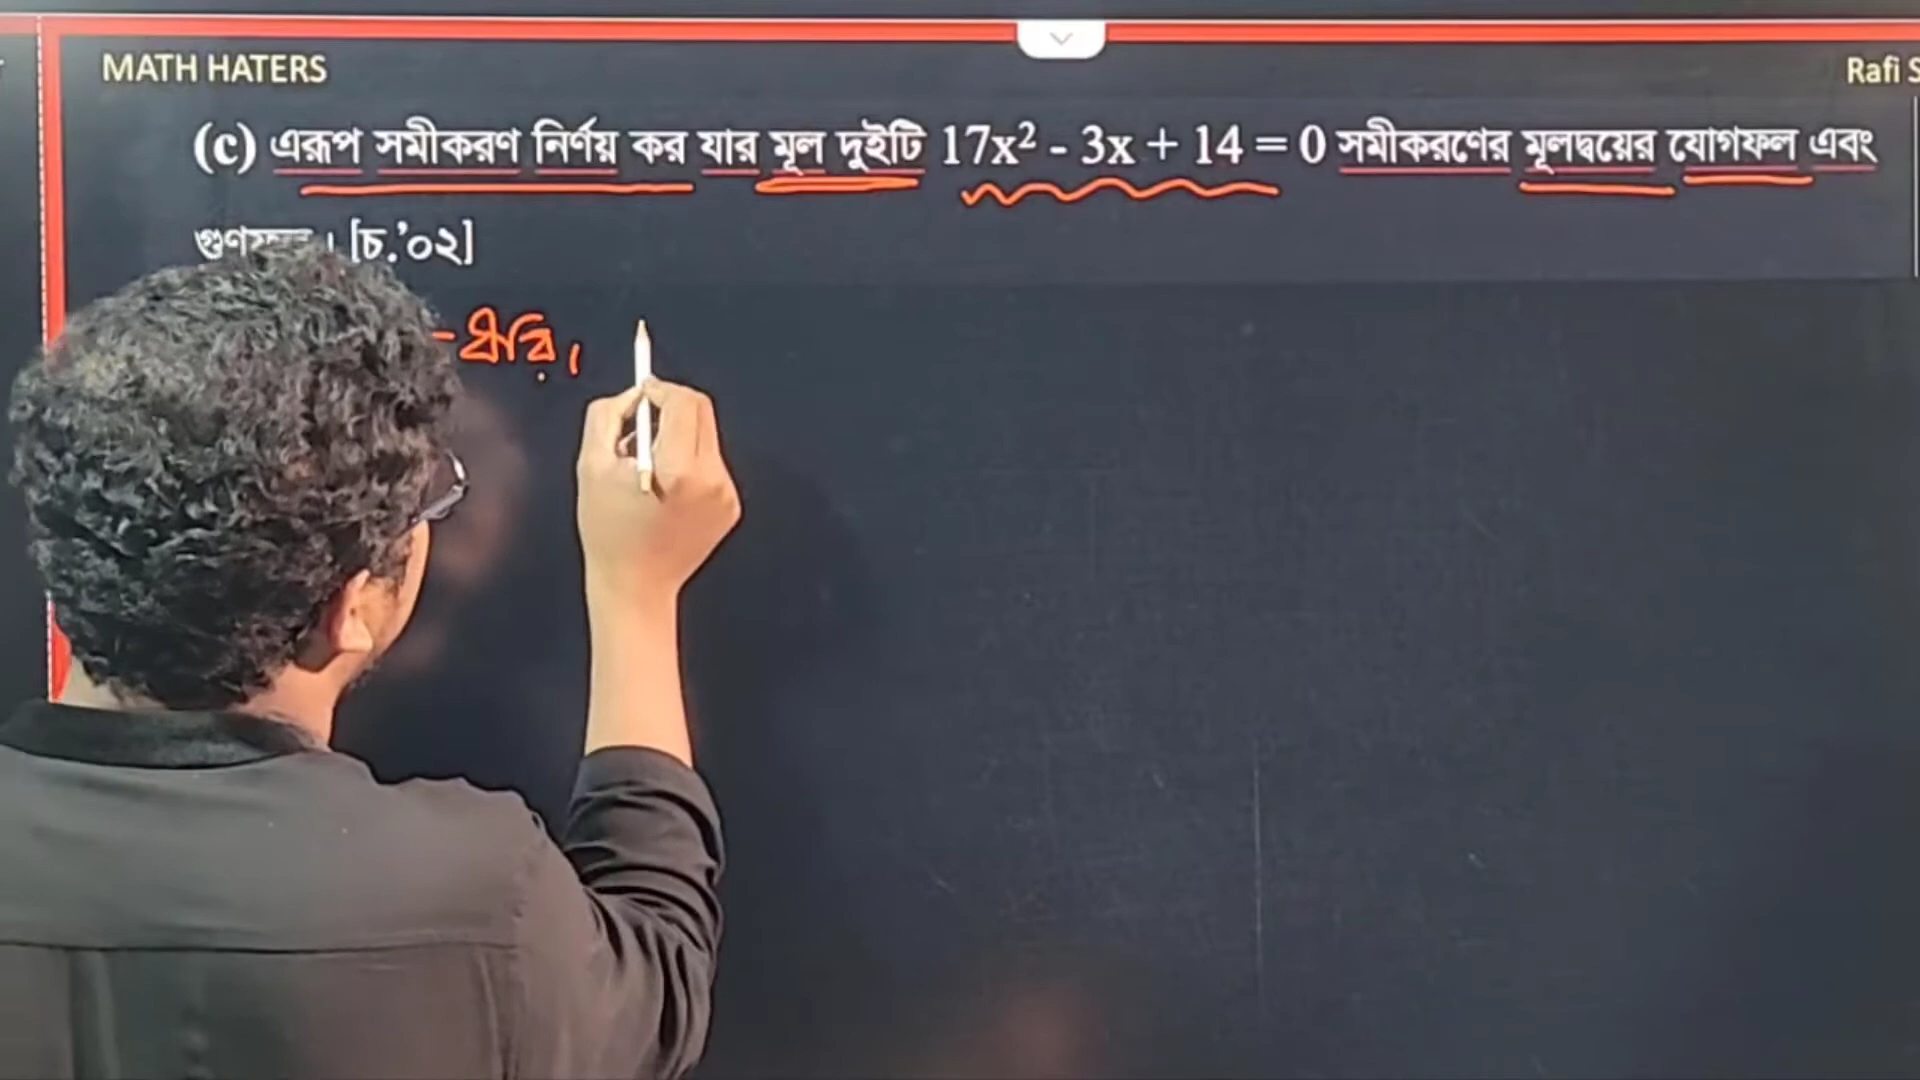 MATH HATERS
Rafi S
(c) এরূপ সমীকরণ নির্ণয় কর যার মূল দুইটি 17x² - 3x + 14 = 0 সমীকরণের মূলদ্বয়ের যোগফল এবং
। [চ.'০২]
ধরি,